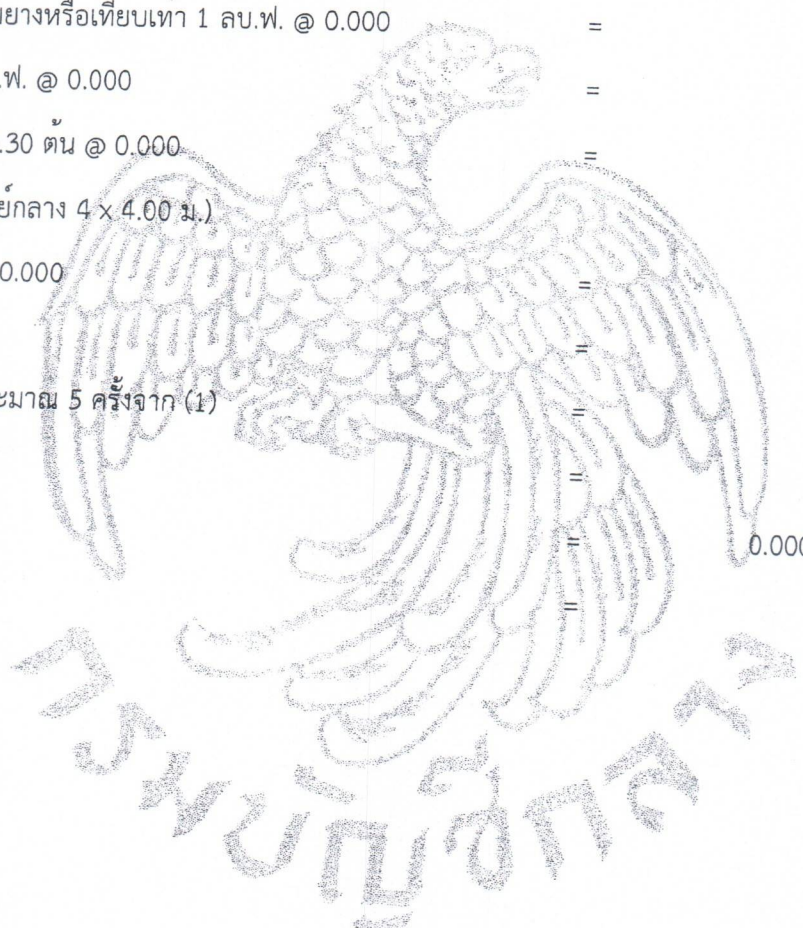 ยางหรือเทียบเทา 1 ลบ.ฟ. @ 0.000 =
.ฟ. @ 0.000 =
.30 ต้น @ 0.000 =
ย์กลาง 4 x 4.00 ม.)
0.000 =
=
ะมาณ 5 ครั้งจาก (1) =
=
= 0.000
=
กรมบัญชีกลาง